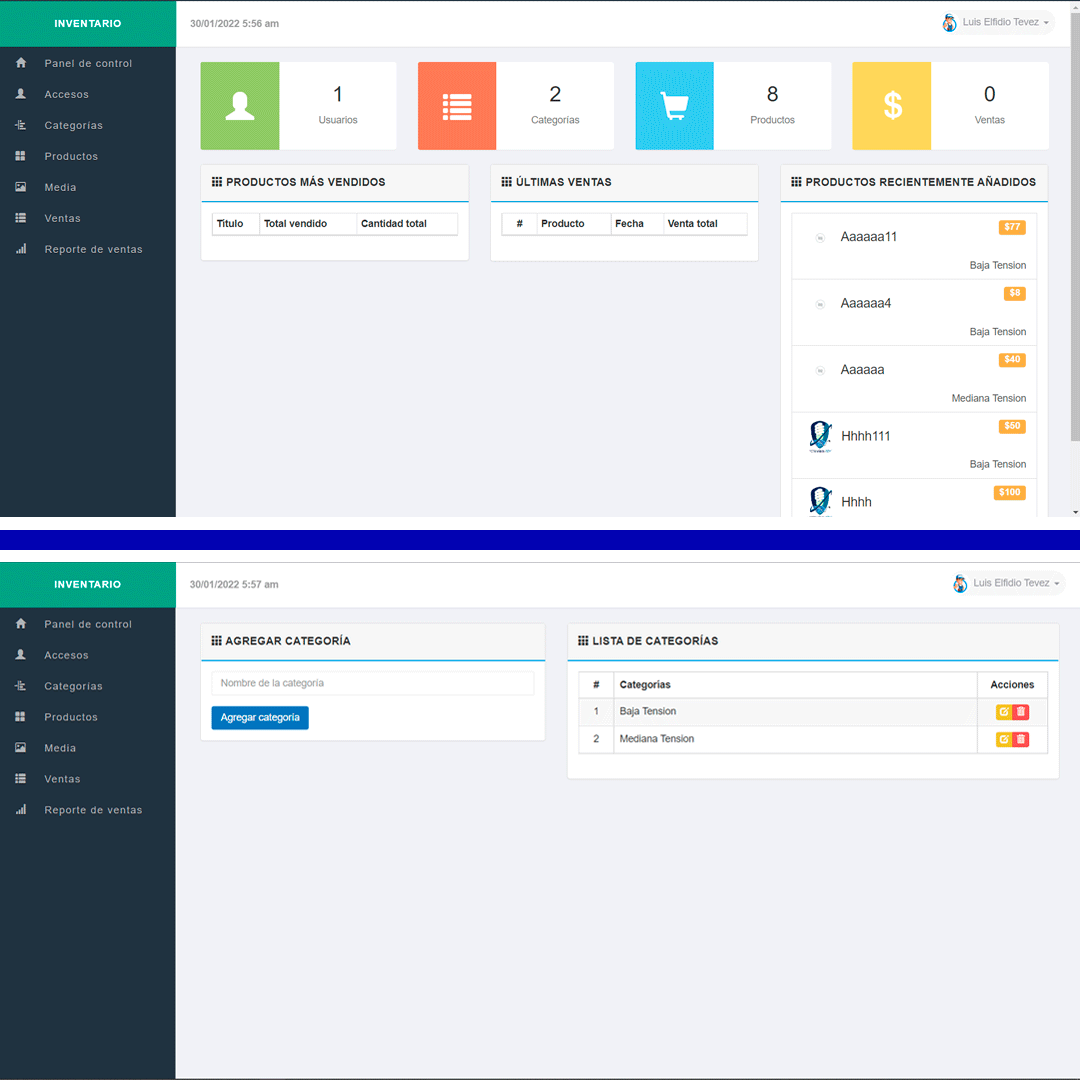 INVENTARIO
30/01/2022 5:56 am
Luis Elfidio Tevez
Panel de control
Accesos
Categorías
Productos
Media
Ventas
Reporte de ventas
1
Usuarios
2
Categorías
8
Productos
$
0
Ventas
PRODUCTOS MÁS VENDIDOS
Titulo Total vendido Cantidad total
ÚLTIMAS VENTAS
# Producto Fecha Venta total
PRODUCTOS RECIENTEMENTE AÑADIDOS
$77
Aaaaaa11
Baja Tension
$8
Aaaaaa4
Baja Tension
$40
Aaaaaa
Mediana Tension
$60
Hhhh111
Baja Tension
$100
Hhhh
INVENTARIO
30/01/2022 5:57 am
Luis Elfidio Tevez
Panel de control
Accesos
Categorías
Productos
Media
Ventas
Reporte de ventas
AGREGAR CATEGORÍA
Nombre de la categoría
Agregar categoría
LISTA DE CATEGORÍAS
# Categorías Acciones
1 Baja Tension
2 Mediana Tension